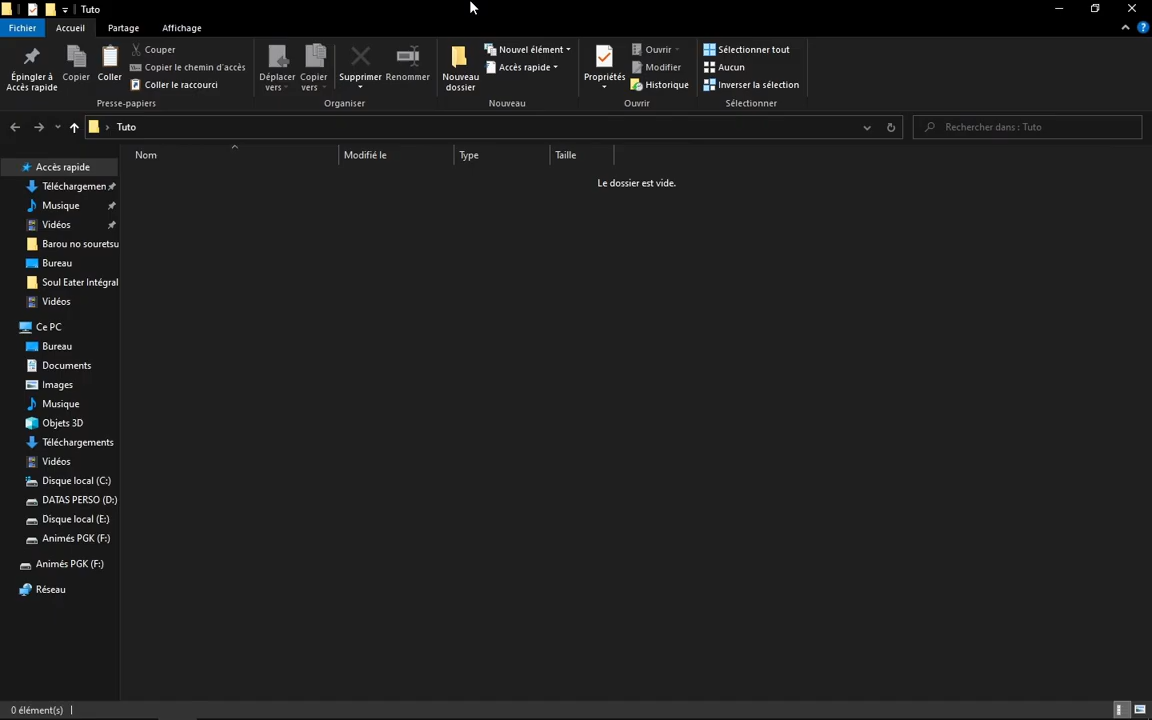 Tuto
Fichier Accueil Partage Affichage
Épingler à Accès rapide
Copier
Coller
Couper
Copier le chemin d'accès
Coller le raccourci
Presse-papiers
Déplacer vers
Copier vers
Supprimer
Renommer
Organiser
Nouveau dossier
Nouvel élément
Accès rapide
Nouveau
Propriétés
Ouvrir
Modifier
Historique
Ouvrir
Sélectionner tout
Aucun
Inverser la sélection
Sélectionner
Tuto
Rechercher dans : Tuto
Nom Modifié le Type Taille
Le dossier est vide.
Accès rapide
Téléchargemen
Musique
Vidéos
Barou no souretsu
Bureau
Soul Eater Intégral
Vidéos
Ce PC
Bureau
Documents
Images
Musique
Objets 3D
Téléchargements
Vidéos
Disque local (C:)
DATAS PERSO (D:)
Disque local (E:)
Animés PGK (F:)
Animés PGK (F:)
Réseau
0 élément(s)